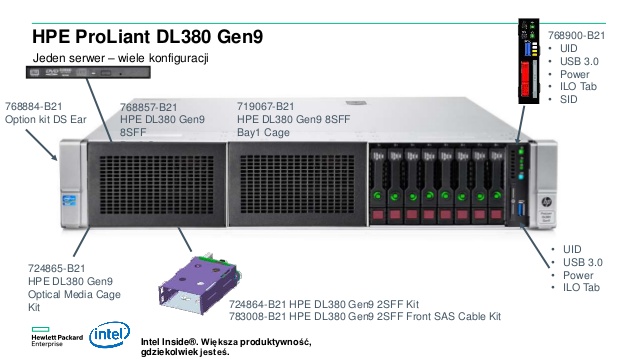 HPE ProLiant DL380 Gen9
Jeden serwer – wiele konfiguracji
768900-B21
• UID
• USB 3.0
• Power
• ILO Tab
• SID
768884-B21
Option kit DS Ear
768857-B21
HPE DL380 Gen9
8SFF
719067-B21
HPE DL380 Gen9 8SFF
Bay1 Cage
724865-B21
HPE DL380 Gen9
Optical Media Cage
Kit
• UID
• USB 3.0
• Power
• ILO Tab
724864-B21 HPE DL380 Gen9 2SFF Kit
783008-B21 HPE DL380 Gen9 2SFF Front SAS Cable Kit
Hewlett Packard
Enterprise
intel
Intel Inside®. Większa produktywność,
gdziekolwiek jesteś.